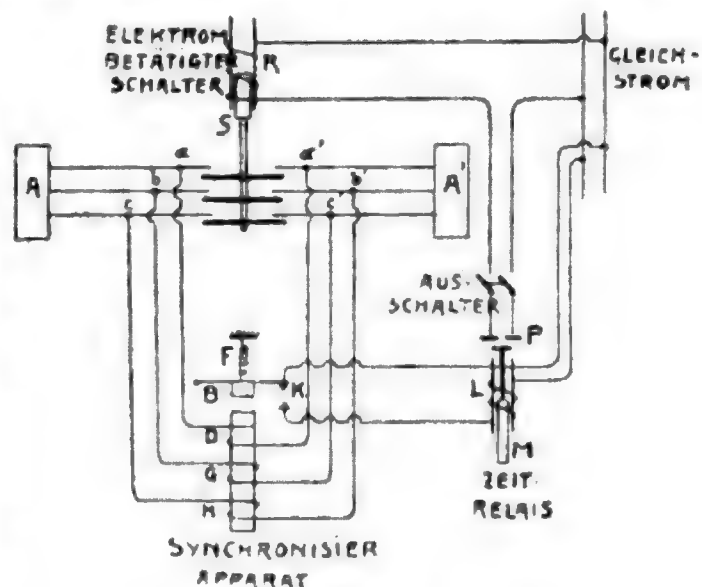 ELEKTROM
BETÄTIGTER
SCHALTER
R
S
GLEICH-
STROM
A
a
b
c
a'
b'
c'
A'
AUS-
SCHALTER
P
F
B
K
L
M
ZEIT-
RELAIS
D
G
H
SYNCHRONISIER
APPARAT